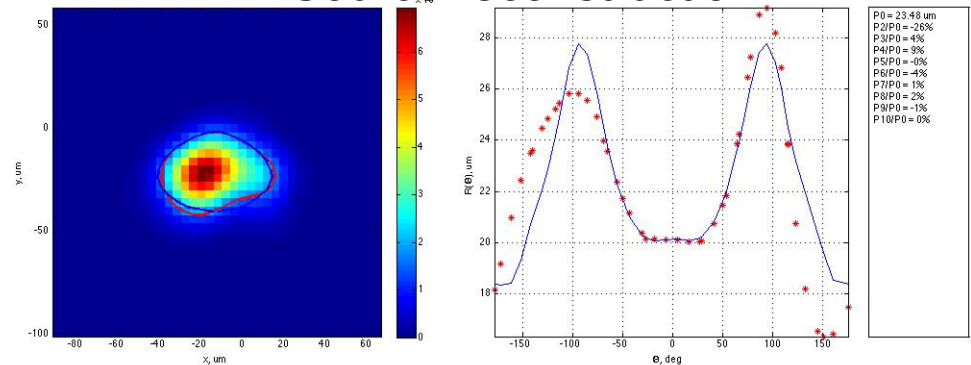 50
0
-50
-100
y, um
-80
-60
-40
-20
0
20
40
60
x, um
6
5
4
3
2
1
0
28
26
24
22
20
18
R(Θ), um
-150
-100
-50
0
50
100
150
Θ, deg
P0 = 23.48 um
P2/P0 = -26%
P3/P0 = 4%
P4/P0 = 9%
P5/P0 = -0%
P6/P0 = -4%
P7/P0 = 1%
P8/P0 = 2%
P9/P0 = -1%
P10/P0 = 0%